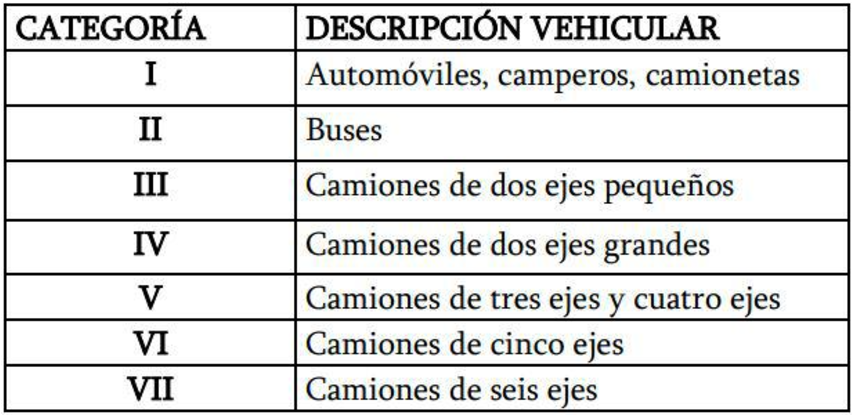 CATEGORÍA DESCRIPCIÓN VEHICULAR
I Automóviles, camperos, camionetas
II Buses
III Camiones de dos ejes pequeños
IV Camiones de dos ejes grandes
V Camiones de tres ejes y cuatro ejes
VI Camiones de cinco ejes
VII Camiones de seis ejes